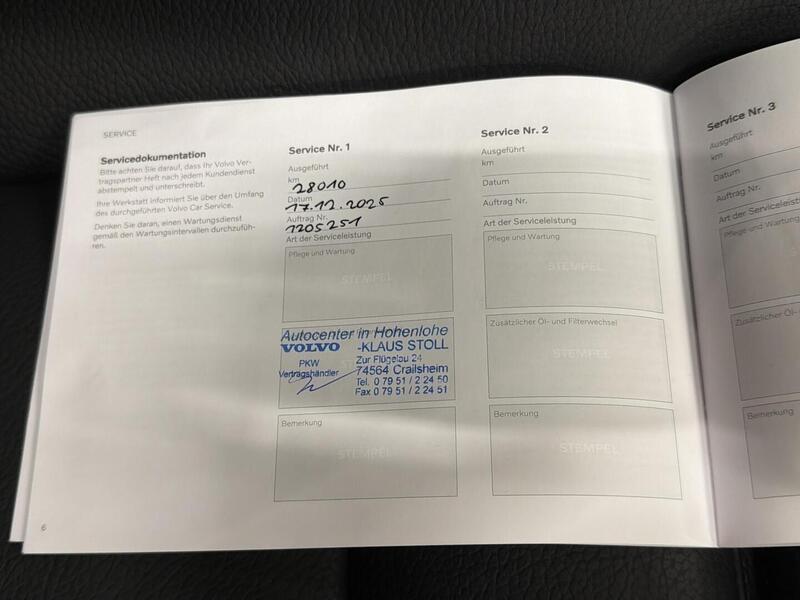 SERVICE
Servicedokumentation
Bitte achten Sie darauf, dass Ihr Volvo Ver-
tragspartner Heft nach jedem Kundendienst
abstempelt und unterschreibt.
Ihre Werkstatt informiert Sie über den Umfang
des durchgeführten Volvo Car Service.
Denken Sie daran, einen Wartungsdienst
gemäß den Wartungsintervallen durchzufüh-
ren.
6
Service Nr. 1
Ausgeführt
km
28010
Datum
17.12.2025
Auftrag Nr.
1205251
Art der Serviceleistung
Pflege und Wartung
STEMPEL
Autocenter in Hohenlohe
VOLVO -KLAUS STOLL
PKW
Vertragshändler
Zur Flügelau 24
74564 Crailsheim
Tel. 0 79 51 / 2 24 50
Fax 0 79 51 / 2 24 51
Bemerkung
STEMPEL
Service Nr. 2
Ausgeführt
km
Datum
Auftrag Nr.
Art der Serviceleistung
Pflege und Wartung
STEMPEL
Zusätzlicher Öl- und Filterwechsel
STEMPEL
Bemerkung
STEMPEL
Service Nr. 3
Ausgeführt
km
Datum
Auftrag Nr.
Art der Serviceleistung
Pflege und Wartung
Zusätzlicher Öl-
Bemerkung